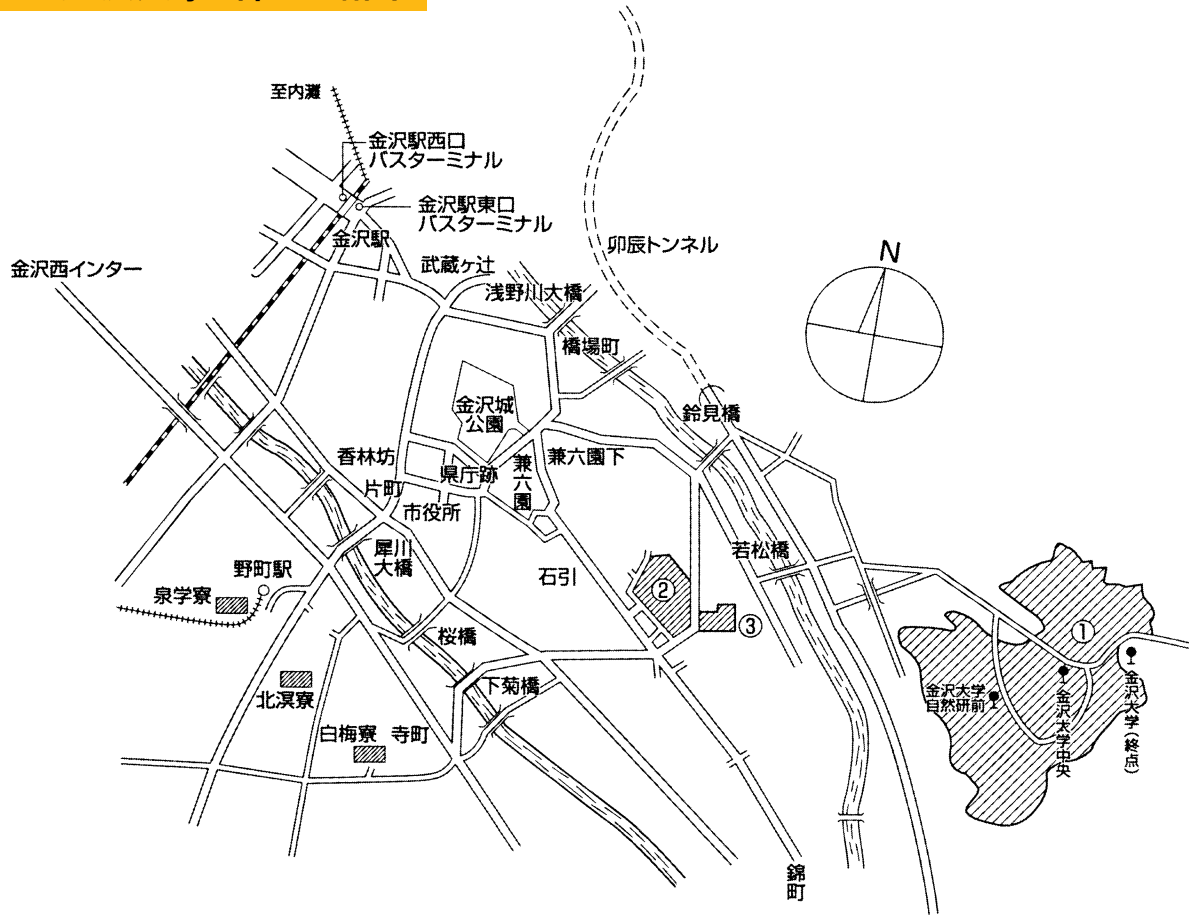 至内灘
金沢駅西口
バスターミナル
金沢駅東口
バスターミナル
金沢駅
卯辰トンネル
N
金沢西インター
武蔵ヶ辻
浅野川大橋
橋場町
金沢城
公園
鈴見橋
香林坊
県庁跡
兼六園
兼六園下
片町
市役所
犀川
大橋
若松橋
野町駅
泉学寮
石引
②
③
①
桜橋
北溟寮
下菊橋
白梅寮
寺町
金沢大学
自然研前
金沢大学中央
金沢大学(終点)
錦町